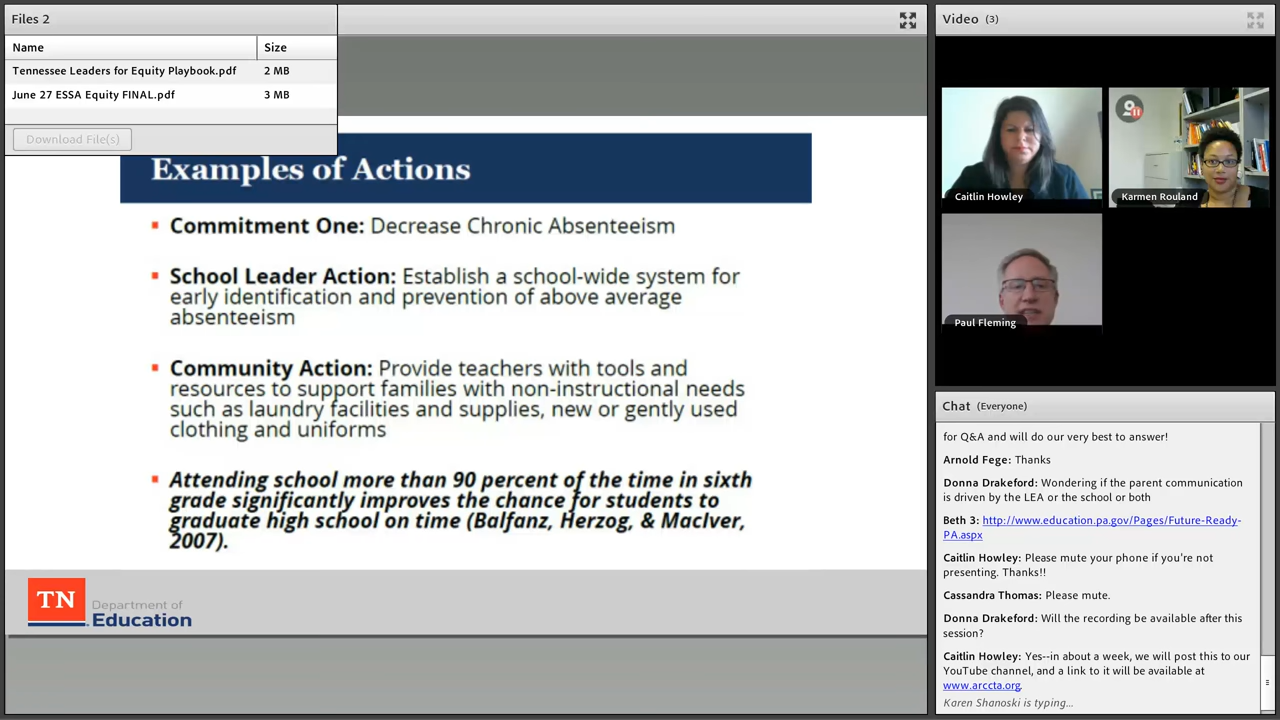 Files 2
Name Size
Tennessee Leaders for Equity Playbook.pdf 2 MB
June 27 ESSA Equity FINAL.pdf 3 MB
Download File(s)
Examples of Actions
Commitment One: Decrease Chronic Absenteeism
School Leader Action: Establish a school-wide system for
early identification and prevention of above average
absenteeism
Community Action: Provide teachers with tools and
resources to support families with non-instructional needs
such as laundry facilities and supplies, new or gently used
clothing and uniforms
Attending school more than 90 percent of the time in sixth
grade significantly improves the chance for students to
graduate high school on time (Balfanz, Herzog, & MacIver,
2007).
TN
Department of
Education
Video (3)
Caitlin Howley
Karmen Rouland
Paul Fleming
Chat (Everyone)
for Q&A and will do our very best to answer!
Arnold Fege: Thanks
Donna Drakeford: Wondering if the parent communication
is driven by the LEA or the school or both
Beth 3: http://www.education.pa.gov/Pages/Future-Ready-
PA.aspx
Caitlin Howley: Please mute your phone if you're not
presenting. Thanks!!
Cassandra Thomas: Please mute.
Donna Drakeford: Will the recording be available after this
session?
Caitlin Howley: Yes--in about a week, we will post this to our
YouTube channel, and a link to it will be available at
www.arccta.org.
Karen Shanoski is typing...